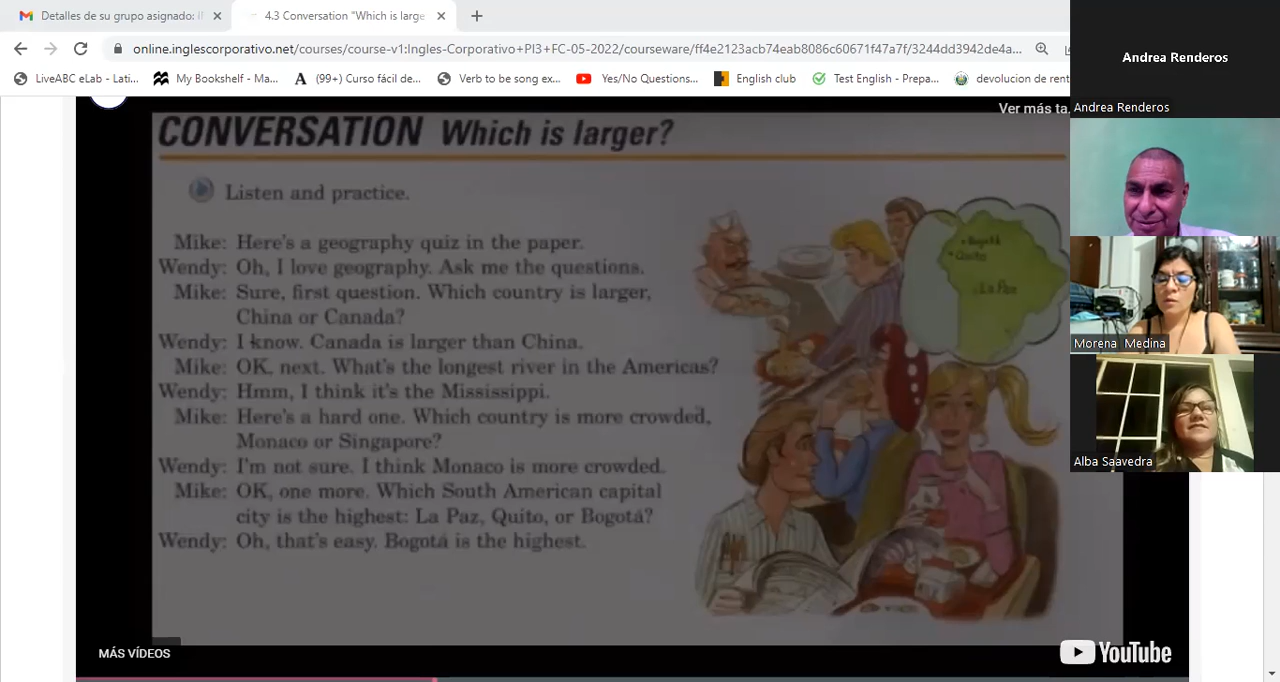 Detalles de su grupo asignado: I
4.3 Conversation "Which is large
online.inglescorporativo.net/courses/course-v1:Ingles-Corporativo+PI3+FC-05-2022/courseware/ff4e2123acb74eab8086c60671f47a7f/3244dd3942de4a...
LiveABC eLab - Lati...
My Bookshelf - Ma...
(99+) Curso fácil de...
Verb to be song ex...
Yes/No Questions...
English club
Test English - Prepa...
devolucion de rent
Andrea Renderos
Andrea Renderos
Ver más ta
CONVERSATION Which is larger?
Listen and practice.
Mike: Here's a geography quiz in the paper.
Wendy: Oh, I love geography. Ask me the questions.
Mike: Sure, first question. Which country is larger,
China or Canada?
Wendy: I know. Canada is larger than China.
Mike: OK, next. What's the longest river in the Americas?
Wendy: Hmm, I think it's the Mississippi.
Mike: Here's a hard one. Which country is more crowded,
Monaco or Singapore?
Wendy: I'm not sure. I think Monaco is more crowded.
Mike: OK, one more. Which South American capital
city is the highest: La Paz, Quito, or Bogotá?
Wendy: Oh, that's easy. Bogotá is the highest.
Bogotá
Quito
La Paz
Morena Medina
Alba Saavedra
MÁS VÍDEOS
YouTube